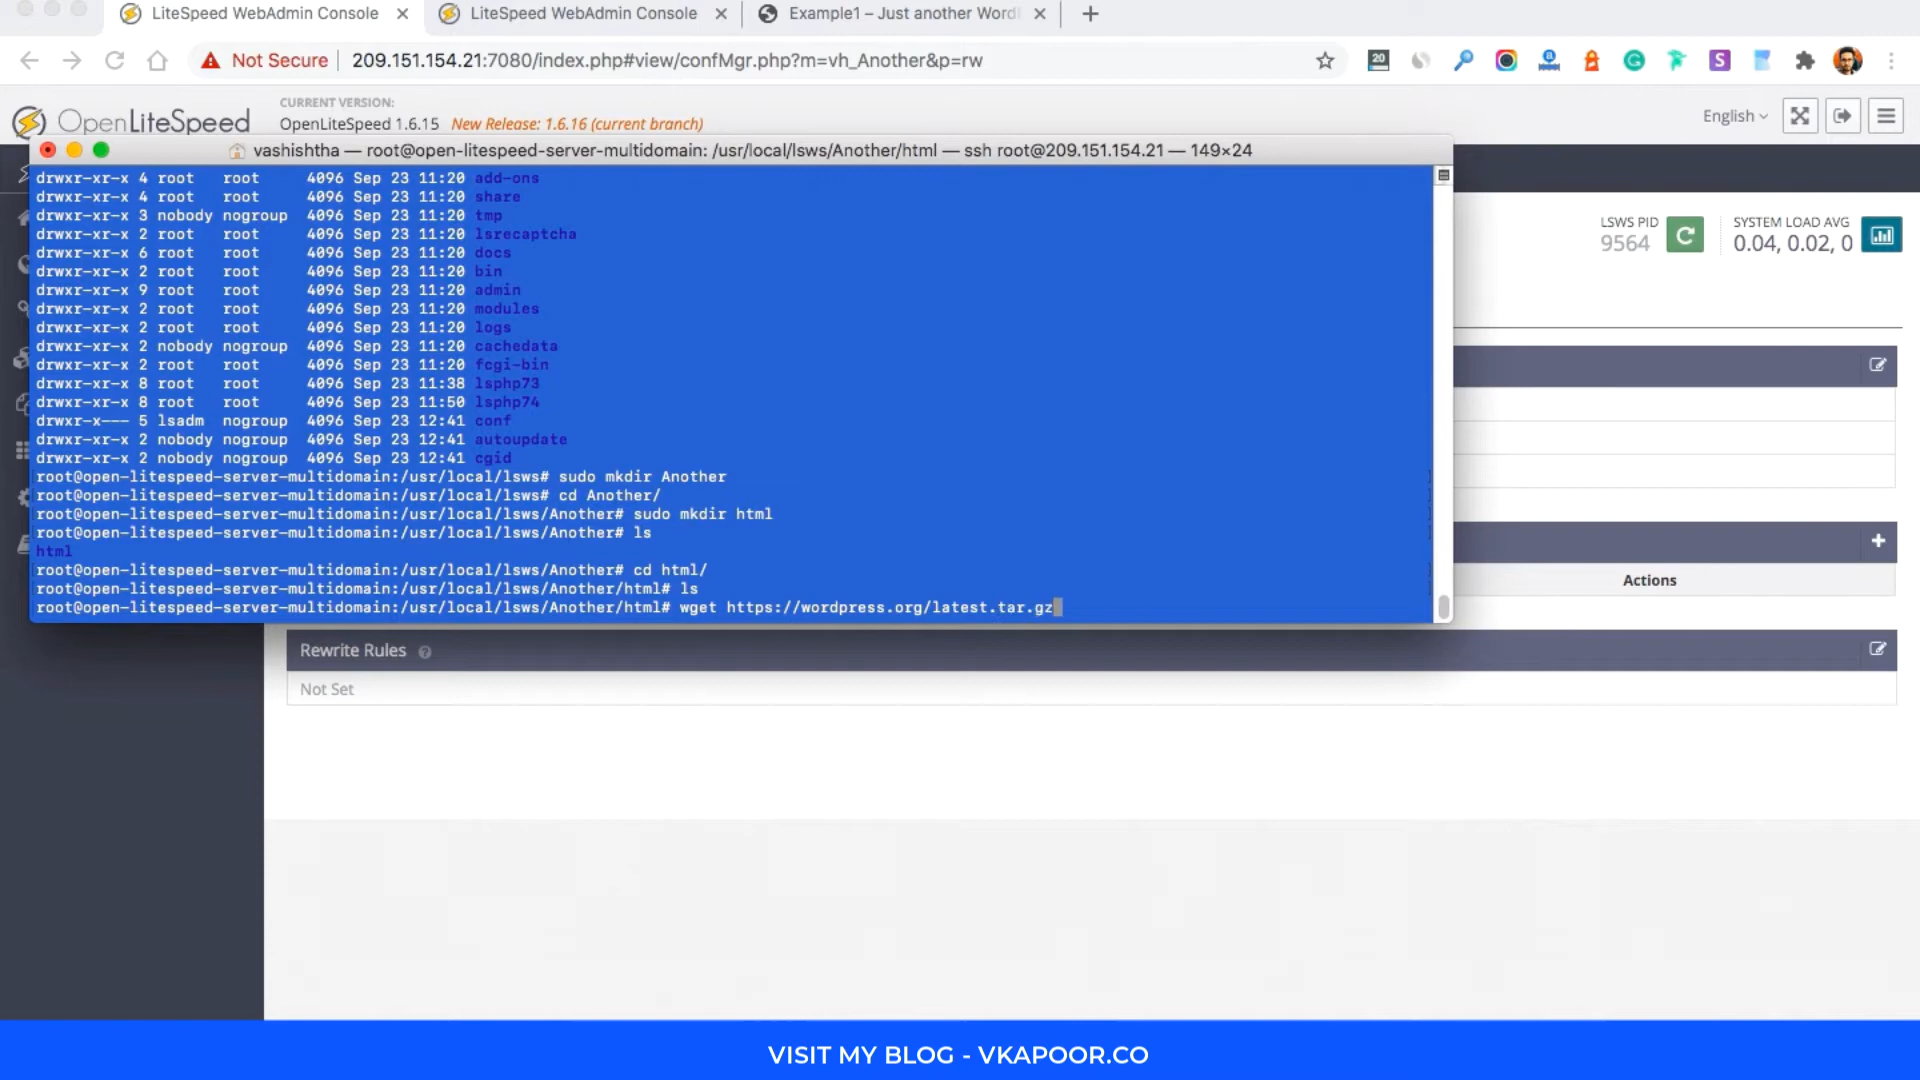 LiteSpeed WebAdmin Console
LiteSpeed WebAdmin Console
Example1 – Just another Word
Not Secure
209.151.154.21:7080/index.php#view/confMgr.php?m=vh_Another&p=rw
20
S
OpenLiteSpeed
CURRENT VERSION:
OpenLiteSpeed 1.6.15 New Release: 1.6.16 (current branch)
English
vashishtha — root@open-litespeed-server-multidomain: /usr/local/lsws/Another/html — ssh root@209.151.154.21 — 149×24
drwxr-xr-x 4 root root 4096 Sep 23 11:20 add-ons
drwxr-xr-x 4 root root 4096 Sep 23 11:20 share
drwxr-xr-x 3 nobody nogroup 4096 Sep 23 11:20 tmp
drwxr-xr-x 2 root root 4096 Sep 23 11:20 lsrecaptcha
drwxr-xr-x 6 root root 4096 Sep 23 11:20 docs
drwxr-xr-x 2 root root 4096 Sep 23 11:20 bin
drwxr-xr-x 9 root root 4096 Sep 23 11:20 admin
drwxr-xr-x 2 root root 4096 Sep 23 11:20 modules
drwxr-xr-x 2 root root 4096 Sep 23 11:20 logs
drwxr-xr-x 2 nobody nogroup 4096 Sep 23 11:20 cachedata
drwxr-xr-x 2 root root 4096 Sep 23 11:20 fcgi-bin
drwxr-xr-x 8 root root 4096 Sep 23 11:38 lsphp73
drwxr-xr-x 8 root root 4096 Sep 23 11:50 lsphp74
drwxr-x--- 5 lsadm nogroup 4096 Sep 23 12:41 conf
drwxr-xr-x 2 nobody nogroup 4096 Sep 23 12:41 autoupdate
drwxr-xr-x 2 nobody nogroup 4096 Sep 23 12:41 cgid
root@open-litespeed-server-multidomain:/usr/local/lsws# sudo mkdir Another
root@open-litespeed-server-multidomain:/usr/local/lsws# cd Another/
root@open-litespeed-server-multidomain:/usr/local/lsws/Another# sudo mkdir html
root@open-litespeed-server-multidomain:/usr/local/lsws/Another# ls
html
root@open-litespeed-server-multidomain:/usr/local/lsws/Another# cd html/
root@open-litespeed-server-multidomain:/usr/local/lsws/Another/html# ls
root@open-litespeed-server-multidomain:/usr/local/lsws/Another/html# wget https://wordpress.org/latest.tar.gz
LSWS PID
9564
SYSTEM LOAD AVG
0.04, 0.02, 0
Actions
Rewrite Rules
Not Set
VISIT MY BLOG - VKAPOOR.CO